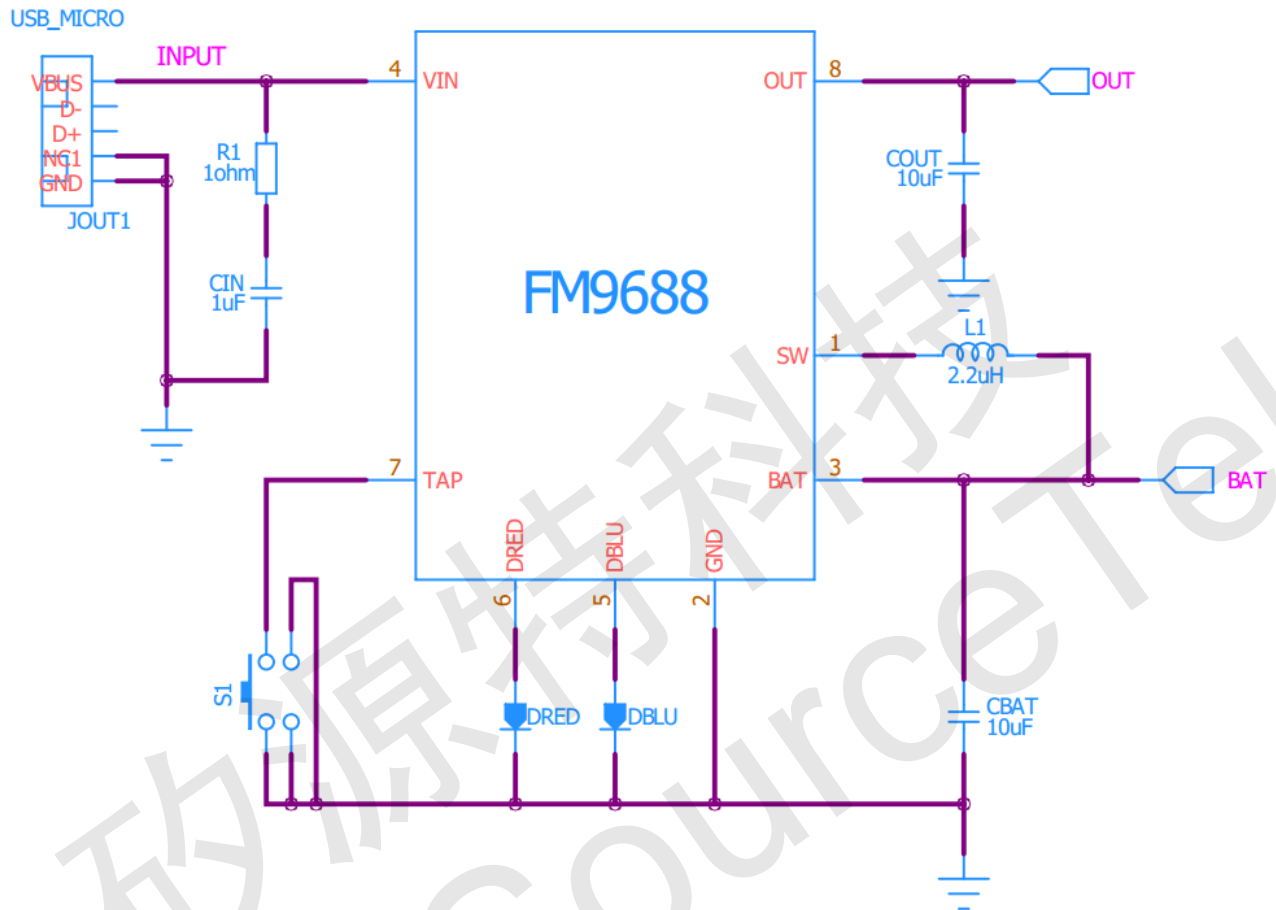 USB_MICRO
INPUT
VBUS
D-
D+
NC1
GND
JOUT1
R1
1ohm
CIN
1uF
4
VIN
OUT
8
OUT
COUT
10uF
FM9688
SW
1
L1
2.2uH
7
TAP
BAT
3
BAT
DRED
DBLU
GND
6
5
2
S1
DRED
DBLU
CBAT
10uF
矽源特科技
SourceTe